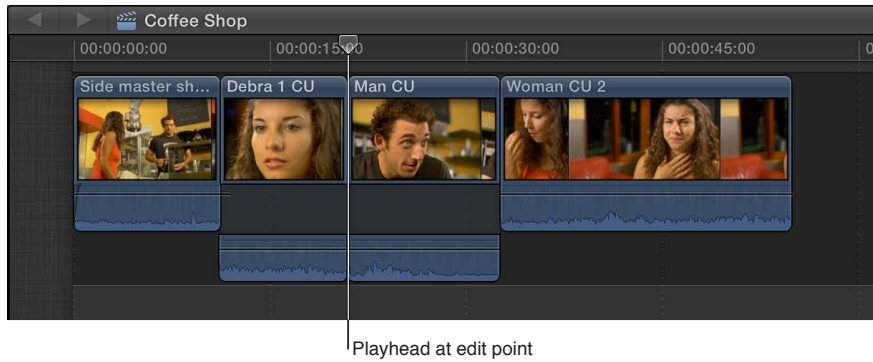 Coffee Shop
00:00:00:00 00:00:15:00 00:00:30:00 00:00:45:00 0
Side master sh... Debra 1 CU Man CU Woman CU 2
Playhead at edit point